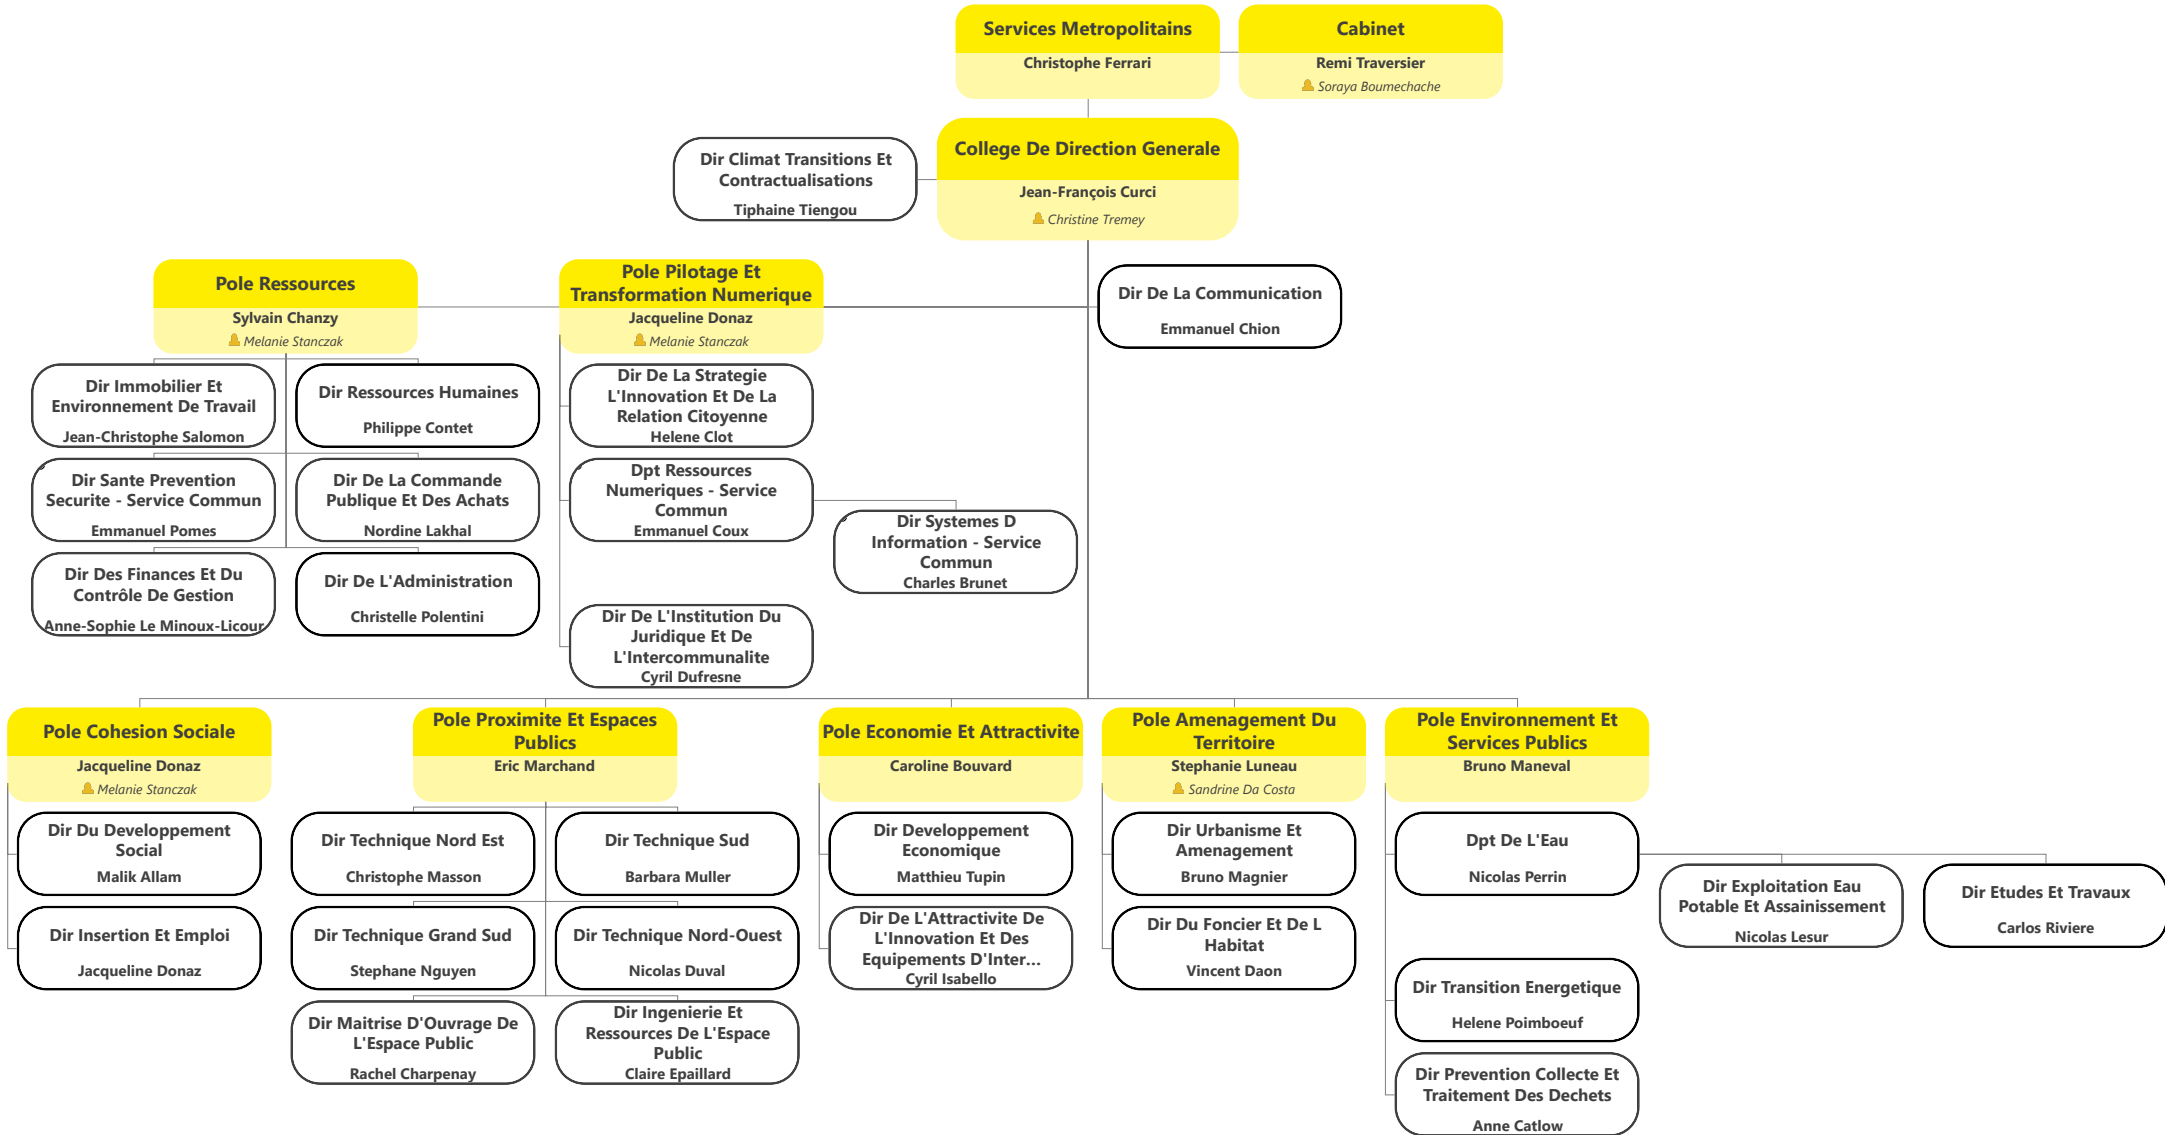 Services Metropolitains
Christophe Ferrari
Cabinet
Remi Traversier
Soraya Boumechache
College De Direction Generale
Jean-François Curci
Christine Tremey
Dir Climat Transitions Et
Contractualisations
Tiphaine Tiengou
Pole Ressources
Sylvain Chanzy
Melanie Stanczak
Pole Pilotage Et
Transformation Numerique
Jacqueline Donaz
Melanie Stanczak
Dir De La Communication
Emmanuel Chion
Dir Immobilier Et
Environnement De Travail
Jean-Christophe Salomon
Dir Ressources Humaines
Philippe Contet
Dir Sante Prevention
Securite - Service Commun
Emmanuel Pomes
Dir De La Commande
Publique Et Des Achats
Nordine Lakhal
Dir Des Finances Et Du
Contrôle De Gestion
Anne-Sophie Le Minoux-Licour
Dir De L'Administration
Christelle Polentini
Dir De La Strategie
L'Innovation Et De La
Relation Citoyenne
Helene Clot
Dpt Ressources
Numeriques - Service
Commun
Emmanuel Coux
Dir Systemes D
Information - Service
Commun
Charles Brunet
Dir De L'Institution Du
Juridique Et De
L'Intercommunalite
Cyril Dufresne
Pole Cohesion Sociale
Jacqueline Donaz
Melanie Stanczak
Dir Du Developpement
Social
Malik Allam
Dir Insertion Et Emploi
Jacqueline Donaz
Pole Proximite Et Espaces
Publics
Eric Marchand
Dir Technique Nord Est
Christophe Masson
Dir Technique Sud
Barbara Muller
Dir Technique Grand Sud
Stephane Nguyen
Dir Technique Nord-Ouest
Nicolas Duval
Dir Maitrise D'Ouvrage De
L'Espace Public
Rachel Charpenay
Dir Ingenierie Et
Ressources De L'Espace
Public
Claire Epaillard
Pole Economie Et Attractivite
Caroline Bouvard
Dir Developpement
Economique
Matthieu Tupin
Dir De L'Attractivite De
L'Innovation Et Des
Equipements D'Inter...
Cyril Isabello
Pole Amenagement Du
Territoire
Stephanie Luneau
Sandrine Da Costa
Dir Urbanisme Et
Amenagement
Bruno Magnier
Dir Du Foncier Et De L
Habitat
Vincent Daon
Pole Environnement Et
Services Publics
Bruno Maneval
Dpt De L'Eau
Nicolas Perrin
Dir Exploitation Eau
Potable Et Assainissement
Nicolas Lesur
Dir Etudes Et Travaux
Carlos Riviere
Dir Transition Energetique
Helene Poimboeuf
Dir Prevention Collecte Et
Traitement Des Dechets
Anne Catlow